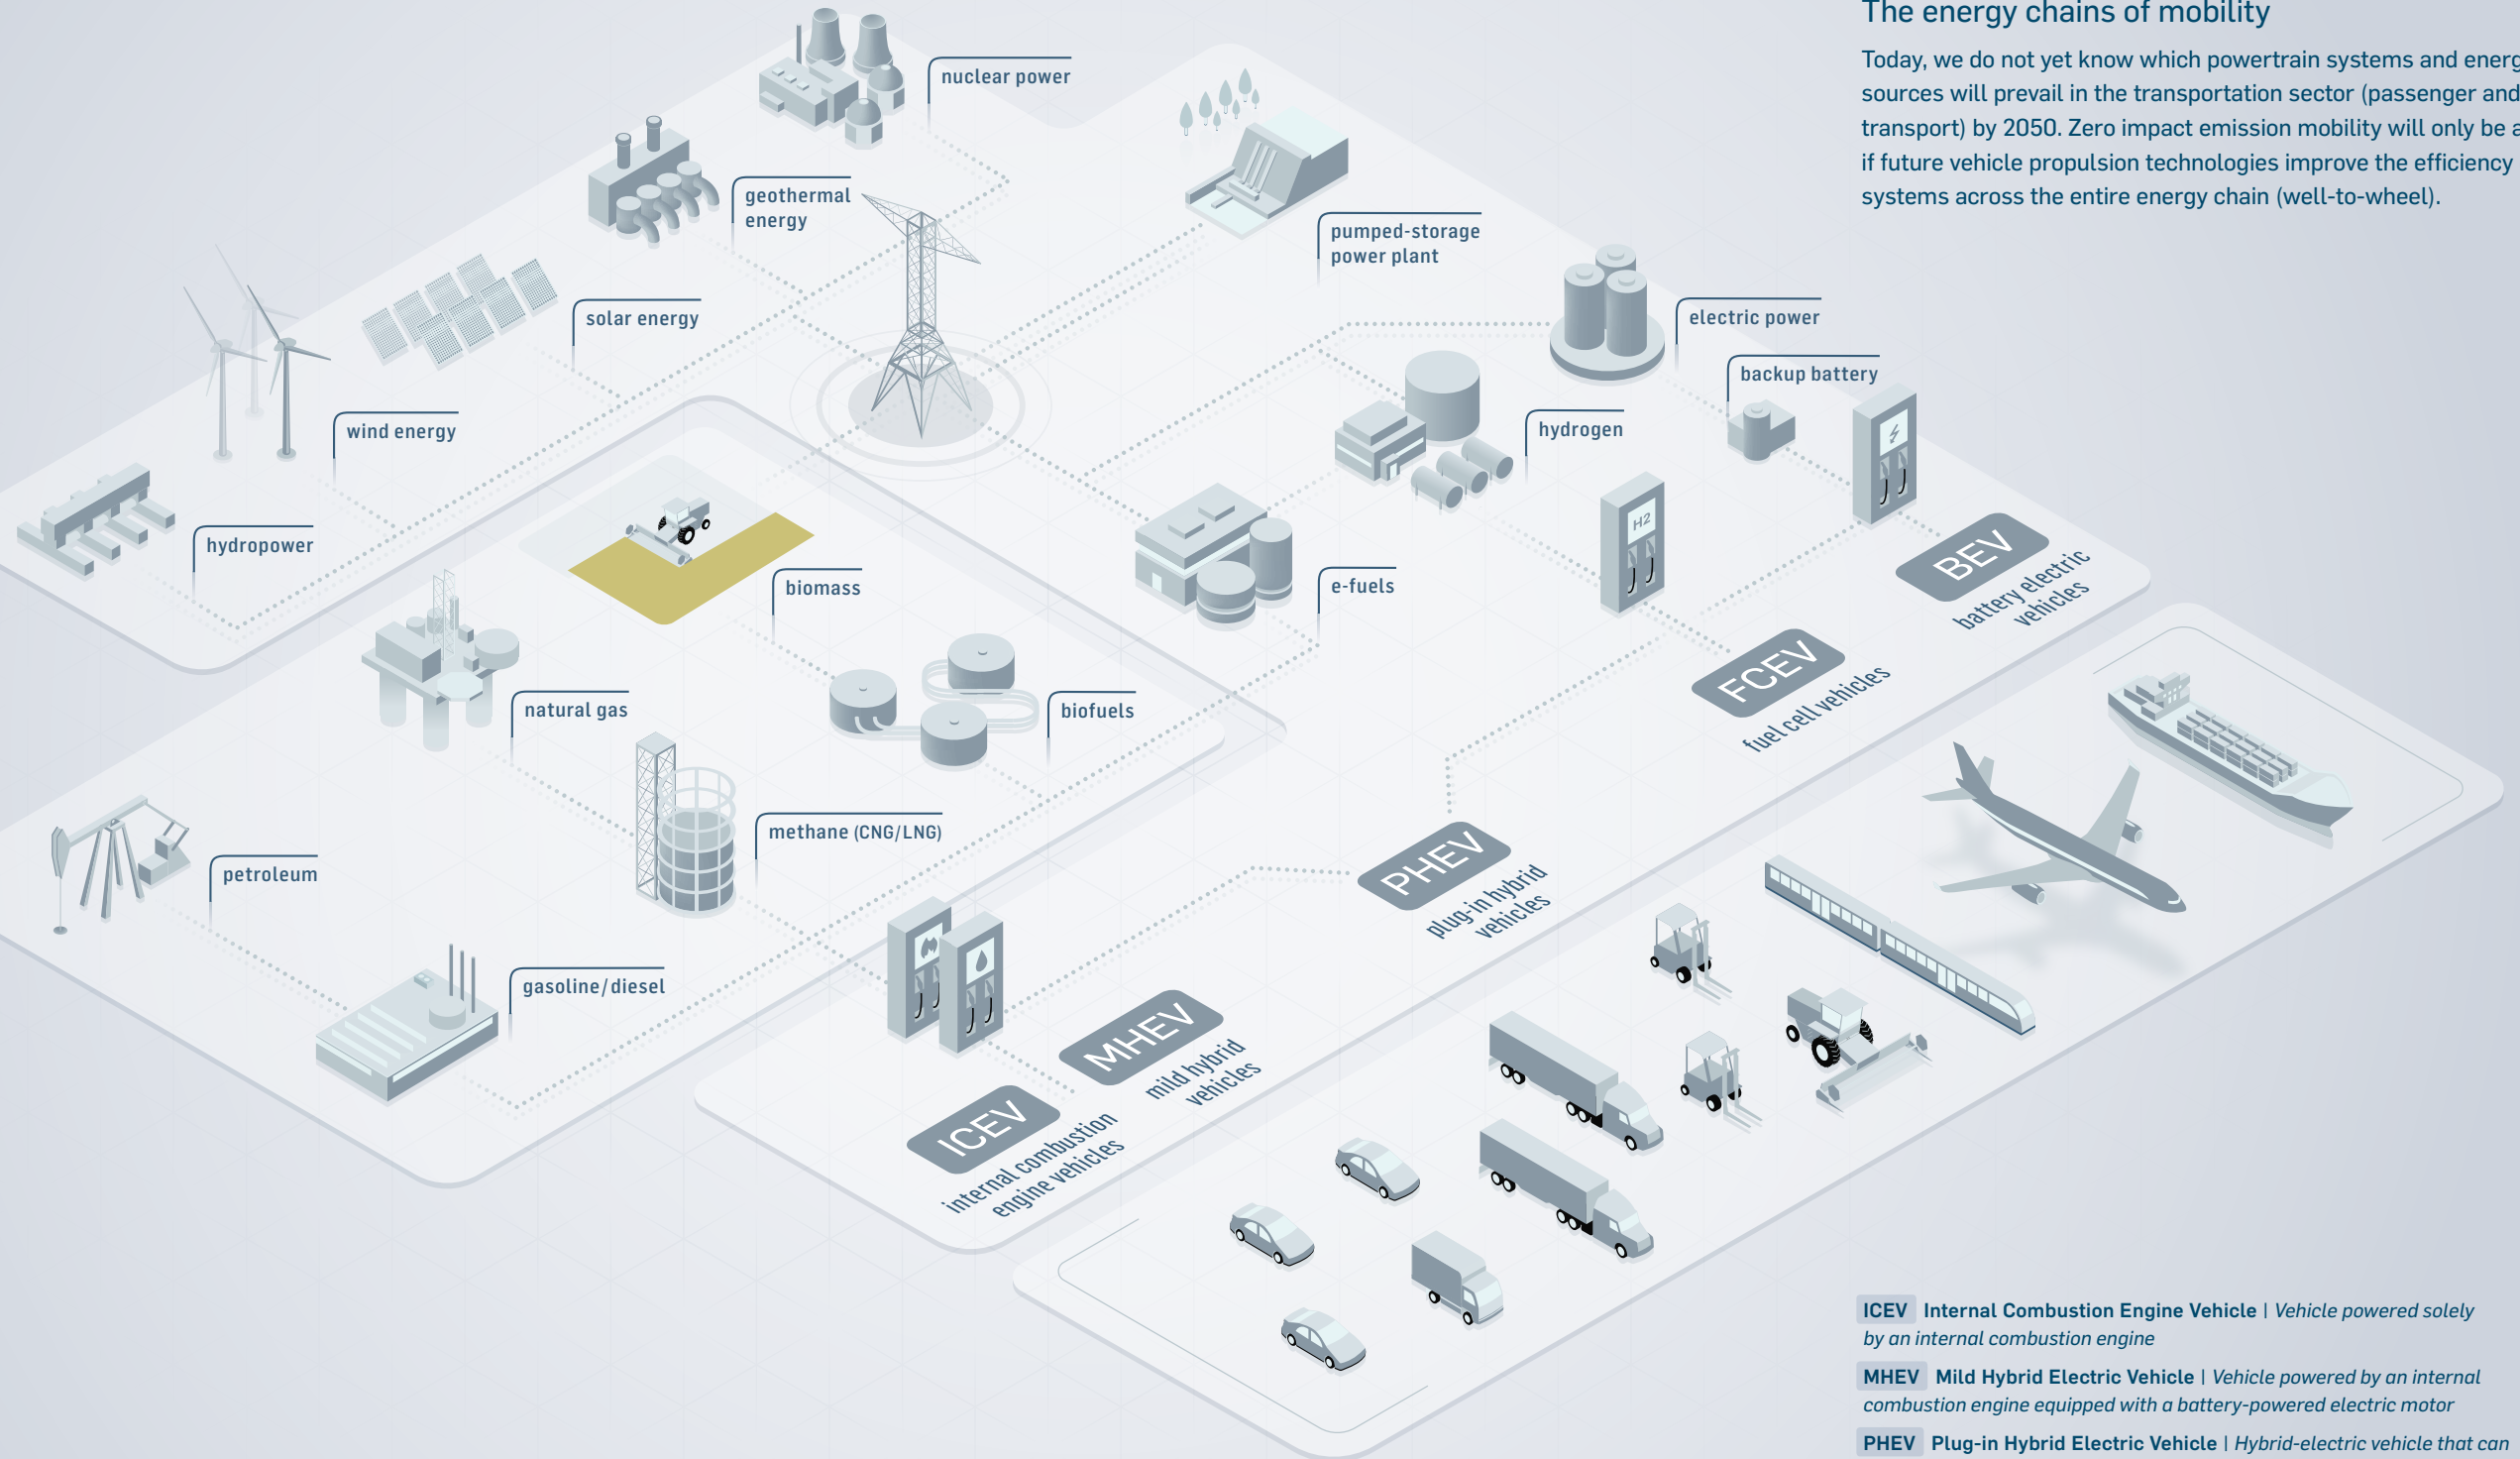 The energy chains of mobility
Today, we do not yet know which powertrain systems and energ
sources will prevail in the transportation sector (passenger and
transport) by 2050. Zero impact emission mobility will only be a
if future vehicle propulsion technologies improve the efficiency
systems across the entire energy chain (well-to-wheel).
nuclear power
geothermal
energy
pumped-storage
power plant
solar energy
electric power
backup battery
wind energy
hydrogen
hydropower
biomass
e-fuels
BEV
battery electric
vehicles
FCEV
fuel cell vehicles
H2
natural gas
biofuels
methane (CNG/LNG)
petroleum
PHEV
plug-in hybrid
vehicles
gasoline/diesel
MHEV
mild hybrid
vehicles
ICEV
internal combustion
engine vehicles
ICEV Internal Combustion Engine Vehicle | Vehicle powered solely
by an internal combustion engine
MHEV Mild Hybrid Electric Vehicle | Vehicle powered by an internal
combustion engine equipped with a battery-powered electric motor
PHEV Plug-in Hybrid Electric Vehicle | Hybrid-electric vehicle that can